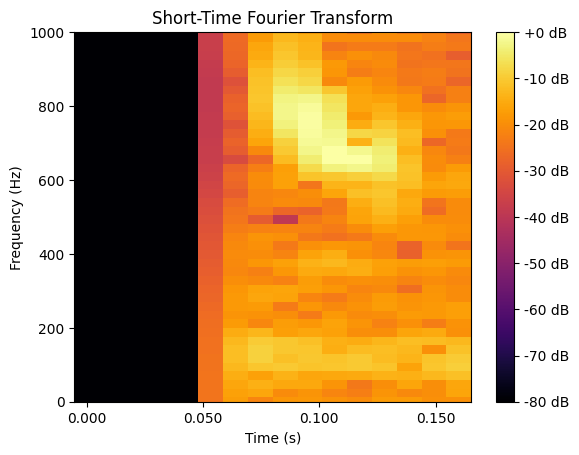 Short-Time Fourier Transform
1000
800
600
400
200
0
Frequency (Hz)
0.000
0.050
0.100
0.150
Time (s)
+0 dB
-10 dB
-20 dB
-30 dB
-40 dB
-50 dB
-60 dB
-70 dB
-80 dB